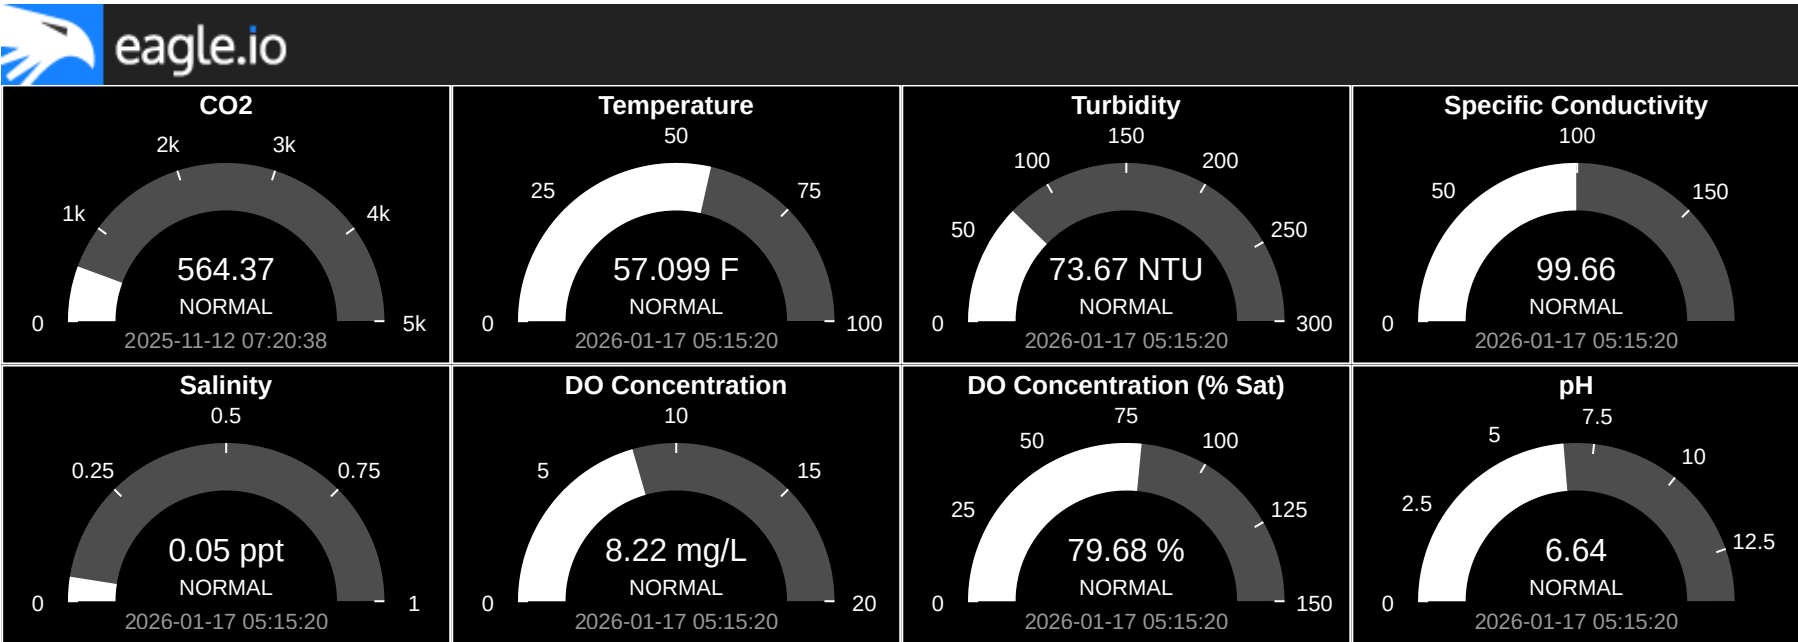 eagle.io
CO2
2k 3k
1k 4k
564.37
NORMAL
0 5k
2025-11-12 07:20:38
Temperature
50
25 75
57.099 F
NORMAL
0 100
2026-01-17 05:15:20
Turbidity
150
100 200
50 250
73.67 NTU
NORMAL
0 300
2026-01-17 05:15:20
Specific Conductivity
100
50 150
99.66
NORMAL
0
2026-01-17 05:15:20
Salinity
0.5
0.25 0.75
0.05 ppt
NORMAL
0 1
2026-01-17 05:15:20
DO Concentration
10
5 15
8.22 mg/L
NORMAL
0 20
2026-01-17 05:15:20
DO Concentration (% Sat)
75
50 100
25 125
79.68 %
NORMAL
0 150
2026-01-17 05:15:20
pH
7.5
5
10
2.5
12.5
6.64
NORMAL
0
2026-01-17 05:15:20